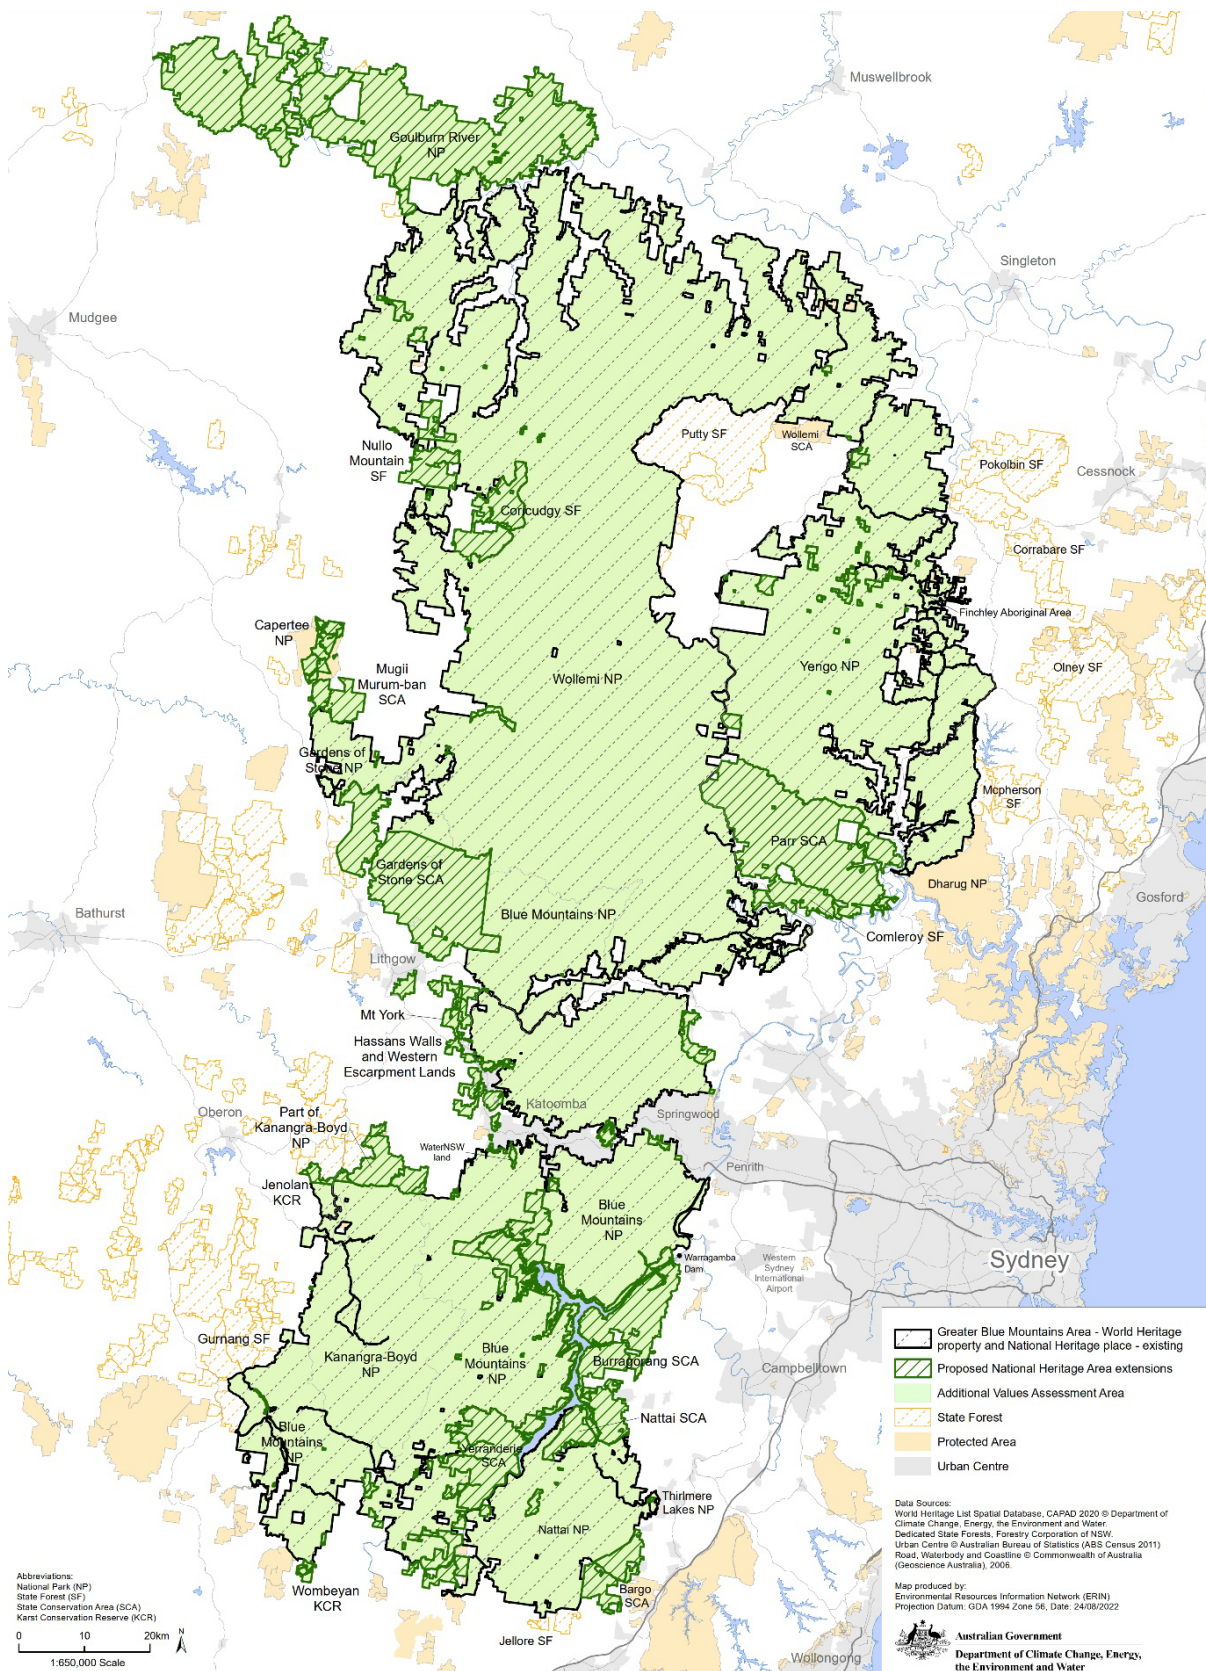 Muswellbrook
Goulburn River
NP
Singleton
Mudgee
Putty SF
Wollemi
SCA
Nullo
Mountain
SF
Pokolbin SF
Cessnock
Coricudgy SF
Corrabare SF
Finchley Aboriginal Area
Capertee
NP
Mugii
Murum-ban
SCA
Wollemi NP
Yengo NP
Olney SF
Gardens of
Stone NP
Mcpherson
SF
Parr SCA
Gardens of
Stone SCA
Dharug NP
Gosford
Bathurst
Blue Mountains NP
Comleroy SF
Lithgow
Mt York
Hassans Walls
and Western
Escarpment Lands
Oberon
Part of
Kanangra-Boyd
NP
Katoomba
Springwood
WaterNSW
land
Penrith
Jenolan
KCR
Blue
Mountains
NP
Warragamba
Dam
Western
Sydney
International
Airport
Sydney
Gurnang SF
Kanangra-Boyd
NP
Blue
Mountains
NP
Burragorang SCA
Campbelltown
Nattai SCA
Blue
Mountains
NP
Yerranderie
SCA
Thirlmere
Lakes NP
Nattai NP
Wombeyan
KCR
Bargo
SCA
Jellore SF
Wollongong
Greater Blue Mountains Area - World Heritage
property and National Heritage place - existing
Proposed National Heritage Area extensions
Additional Values Assessment Area
State Forest
Protected Area
Urban Centre
Data Sources:
World Heritage List Spatial Database, CAPAD 2020 © Department of
Climate Change, Energy, the Environment and Water.
Dedicated State Forests, Forestry Corporation of NSW.
Urban Centre © Australian Bureau of Statistics (ABS Census 2011)
Road, Waterbody and Coastline © Commonwealth of Australia
(Geoscience Australia), 2006.
Map produced by:
Environmental Resources Information Network (ERIN)
Projection Datum: GDA 1994 Zone 56, Date: 24/08/2022
Australian Government
Department of Climate Change, Energy,
the Environment and Water
Abbreviations:
National Park (NP)
State Forest (SF)
State Conservation Area (SCA)
Karst Conservation Reserve (KCR)
0 10 20km
N
1:650,000 Scale